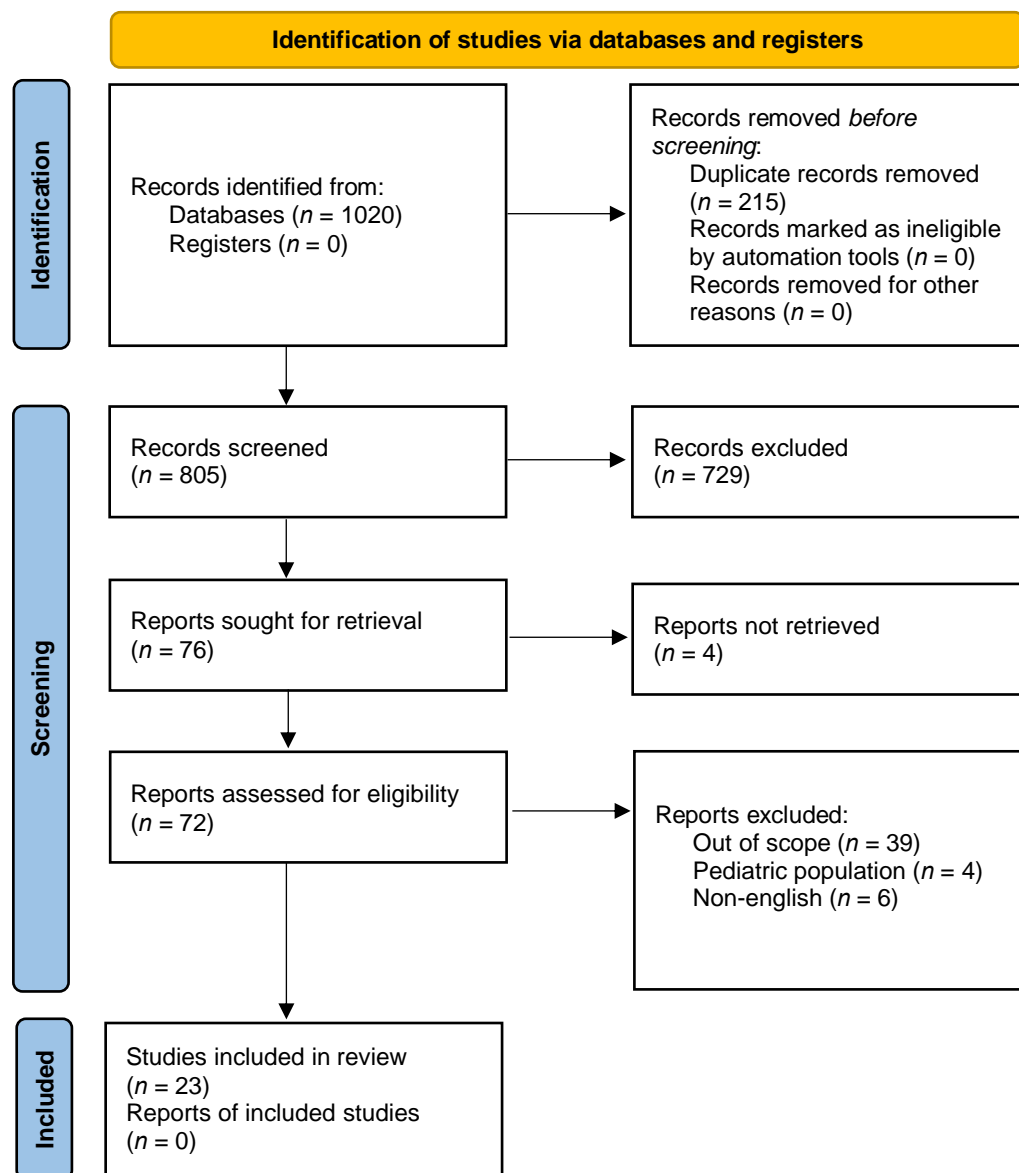 Identification of studies via databases and registers
Identification
Records identified from:
Databases (n = 1020)
Registers (n = 0)
Records removed before
screening:
Duplicate records removed
(n = 215)
Records marked as ineligible
by automation tools (n = 0)
Records removed for other
reasons (n = 0)
Screening
Records screened
(n = 805)
Records excluded
(n = 729)
Reports sought for retrieval
(n = 76)
Reports not retrieved
(n = 4)
Reports assessed for eligibility
(n = 72)
Reports excluded:
Out of scope (n = 39)
Pediatric population (n = 4)
Non-english (n = 6)
Included
Studies included in review
(n = 23)
Reports of included studies
(n = 0)